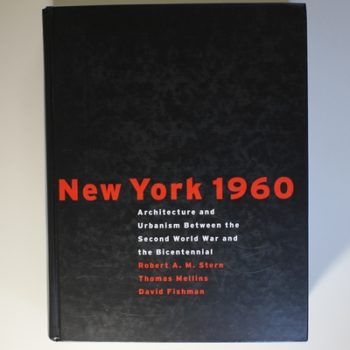 New York 1960
Architecture and
Urbanism Between the
Second World War and
the Bicentennial
Robert A. M. Stern
Thomas Mellins
David Fishman